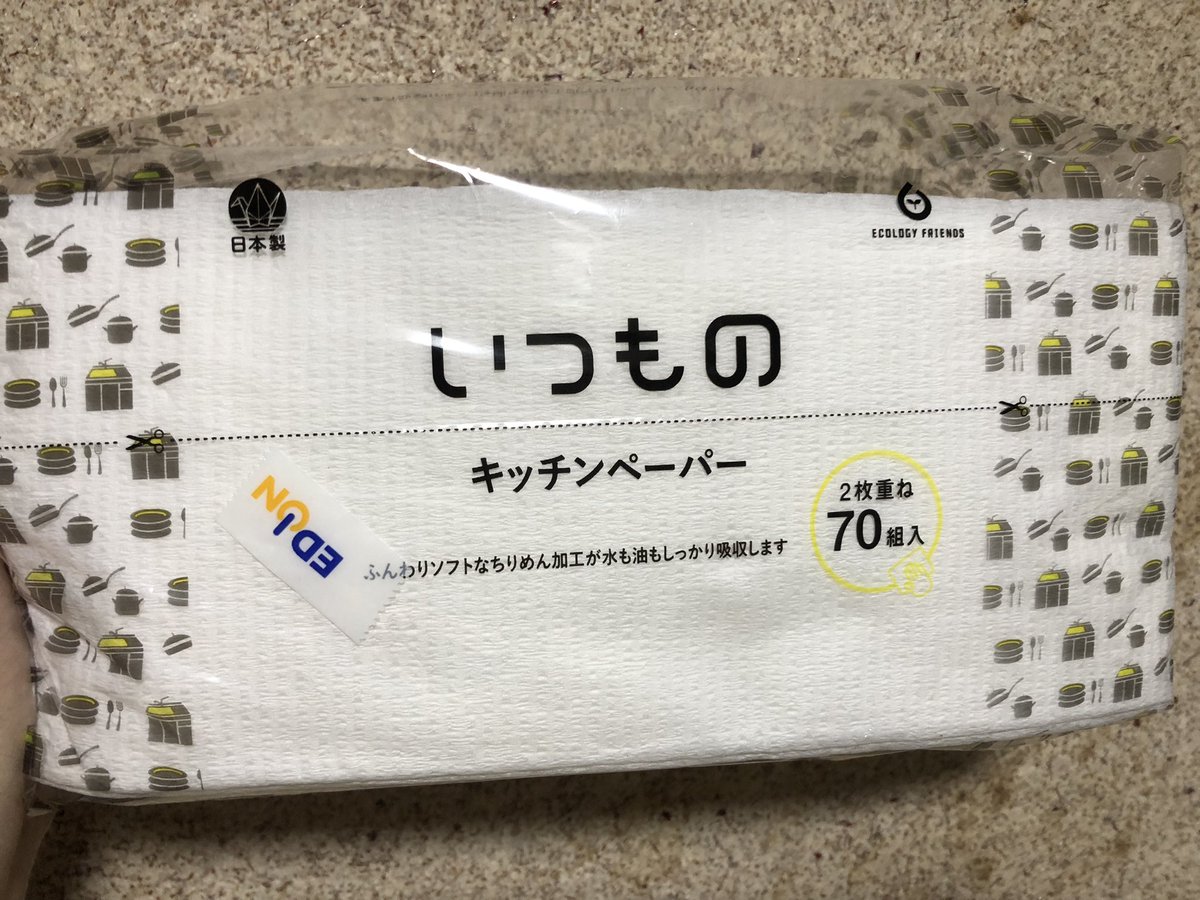 日本製
ECOLOGY FRIENDS
いつもの
キッチンペーパー
2枚重ね
70組入
EDION
ふんわりソフトなちりめん加工が水も油もしっかり吸収します